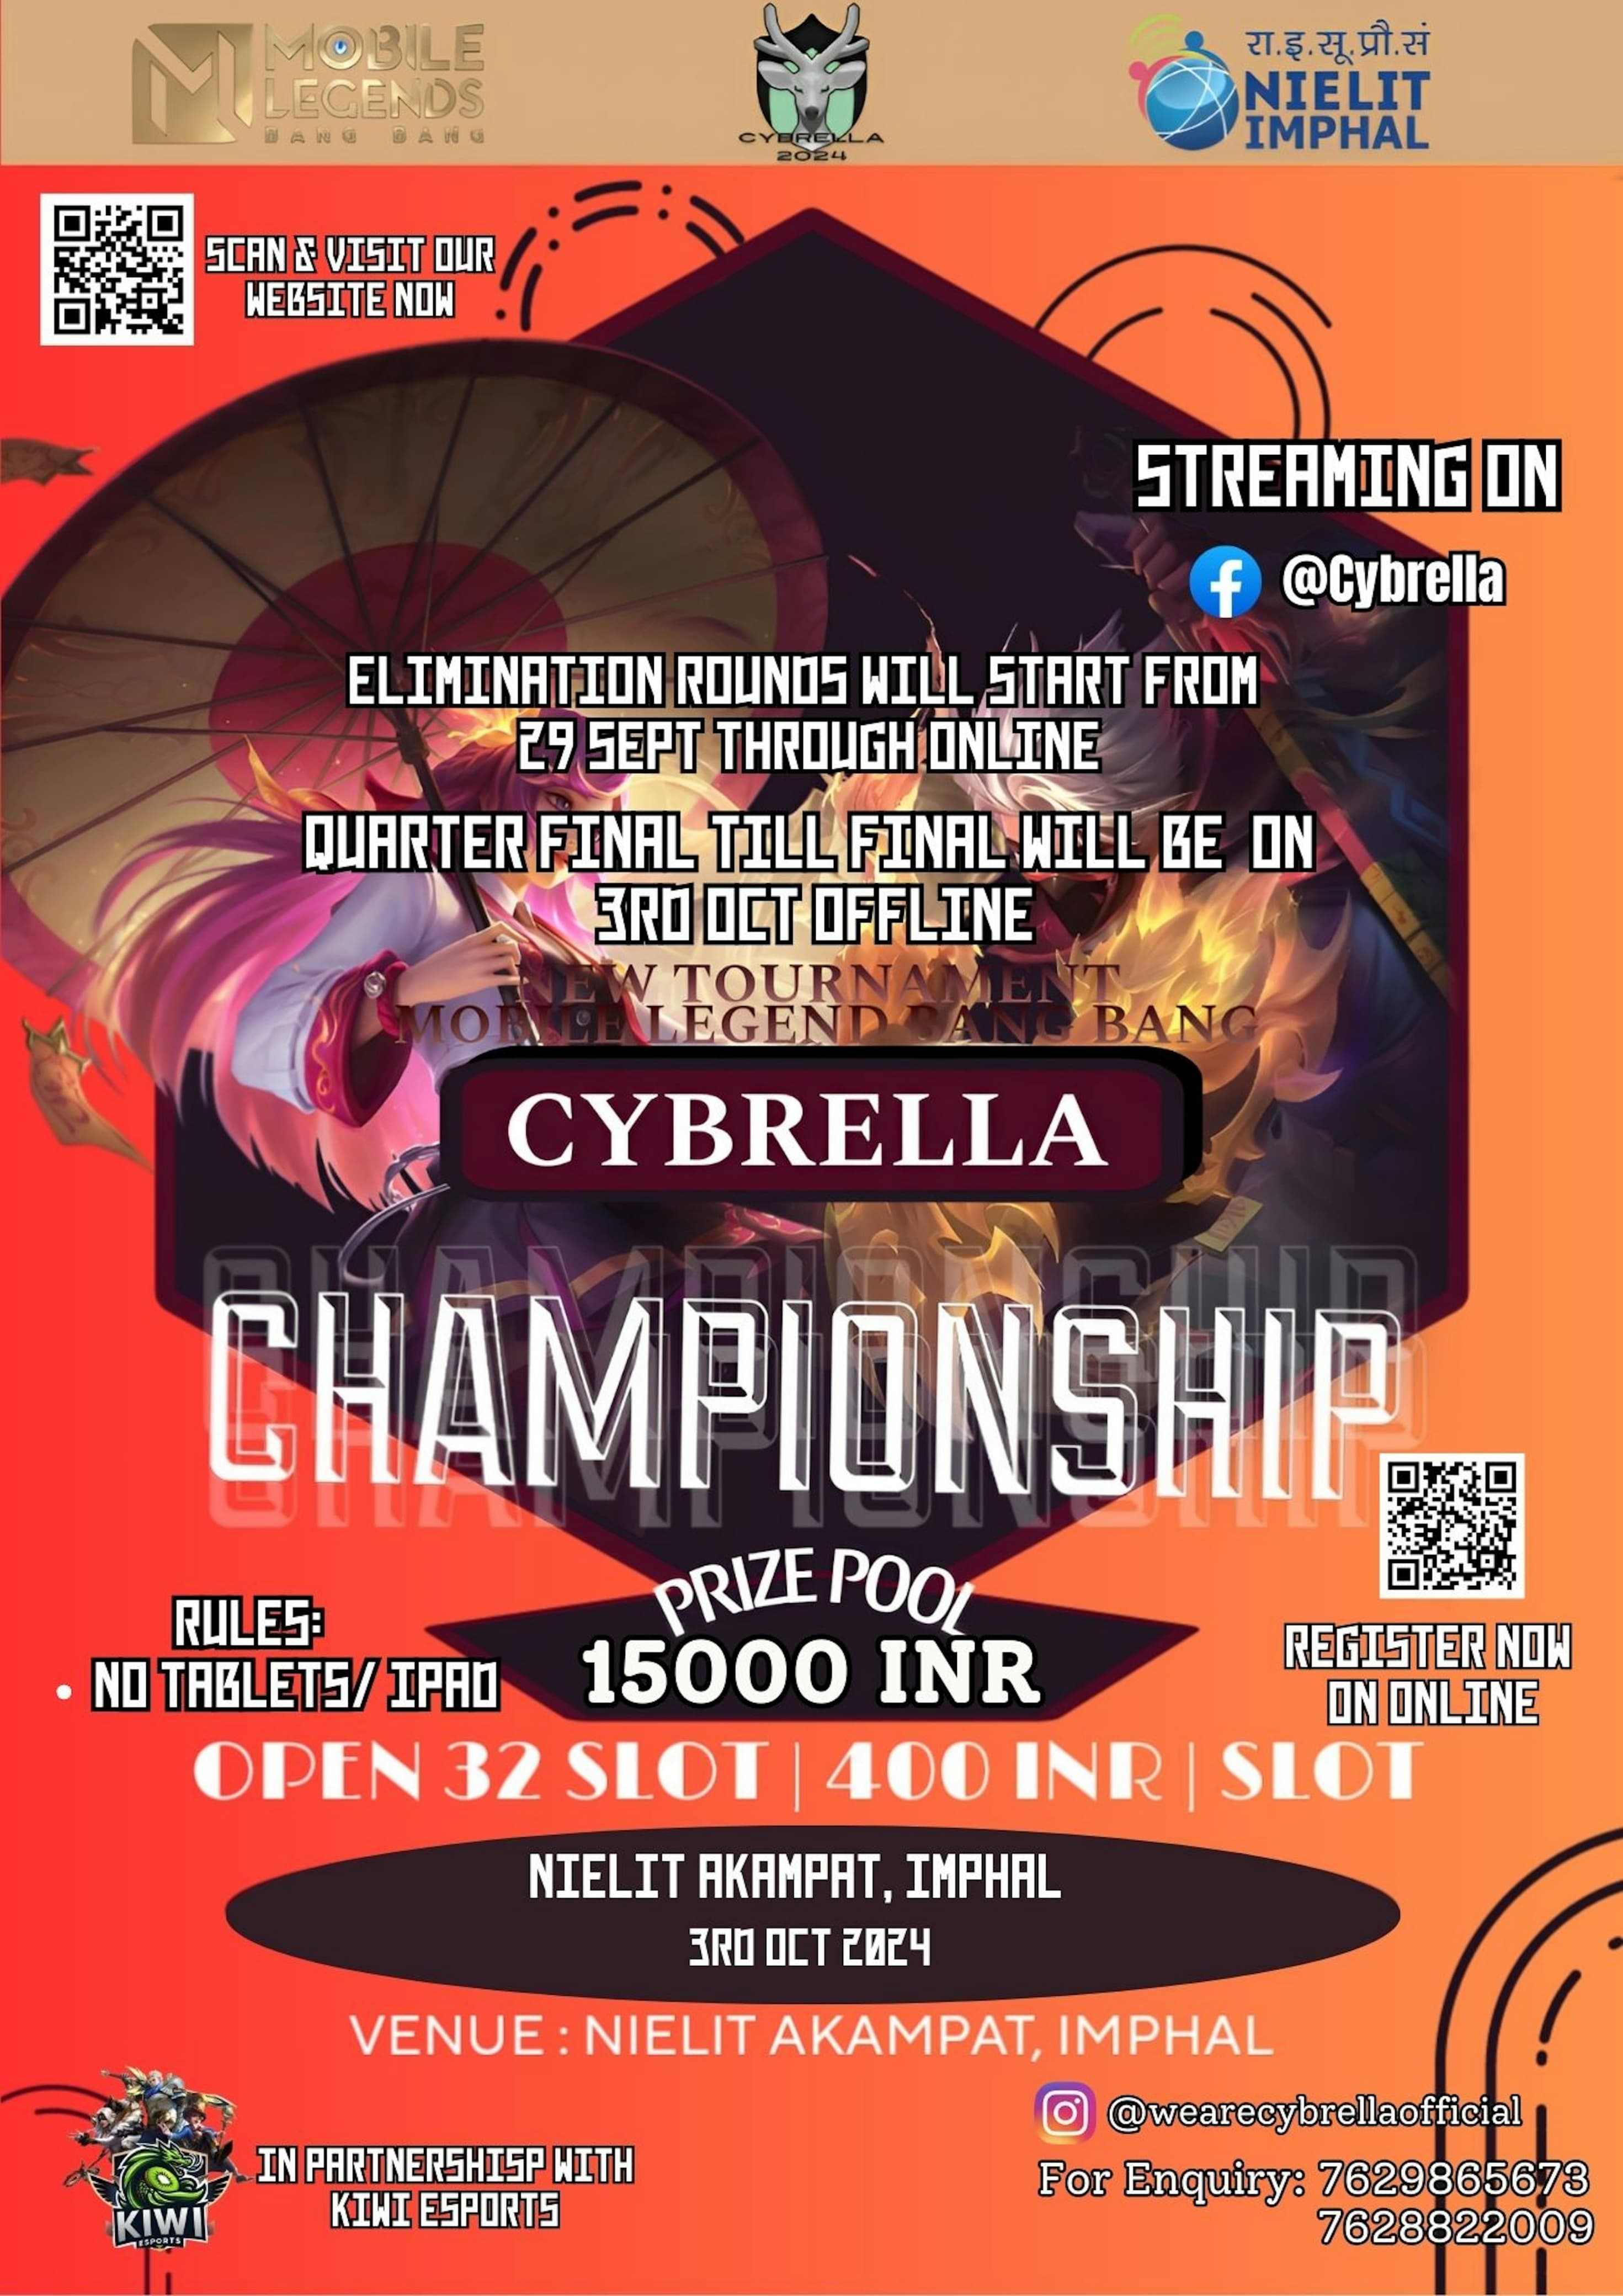 MOBILE
LEGENDS
BANG BANG
CYBRELLA
2024
रा.इ.सू.प्रौ.सं
NIELIT
IMPHAL
SCAN & VISIT OUR
WEBSITE NOW
STREAMING ON
@Cybrella
ELIMINATION ROUNDS WILL START FROM
29 SEPT THROUGH ONLINE
QUARTER FINAL TILL FINAL WILL BE ON
3RD OCT OFFLINE
NEW TOURNAMENT
MOBILE LEGEND BANG BANG
CYBRELLA
CHAMPIONSHIP
PRIZE POOL
15000 INR
RULES:
• NO TABLETS/ IPAD
REGISTER NOW
ON ONLINE
OPEN 32 SLOT | 400 INR | SLOT
NIELIT AKAMPAT, IMPHAL
3RD OCT 2024
VENUE : NIELIT AKAMPAT, IMPHAL
KIWI
ESPORTS
IN PARTNERSHISP WITH
KIWI ESPORTS
@wearecybrellaofficial
For Enquiry: 7629865673
7628822009